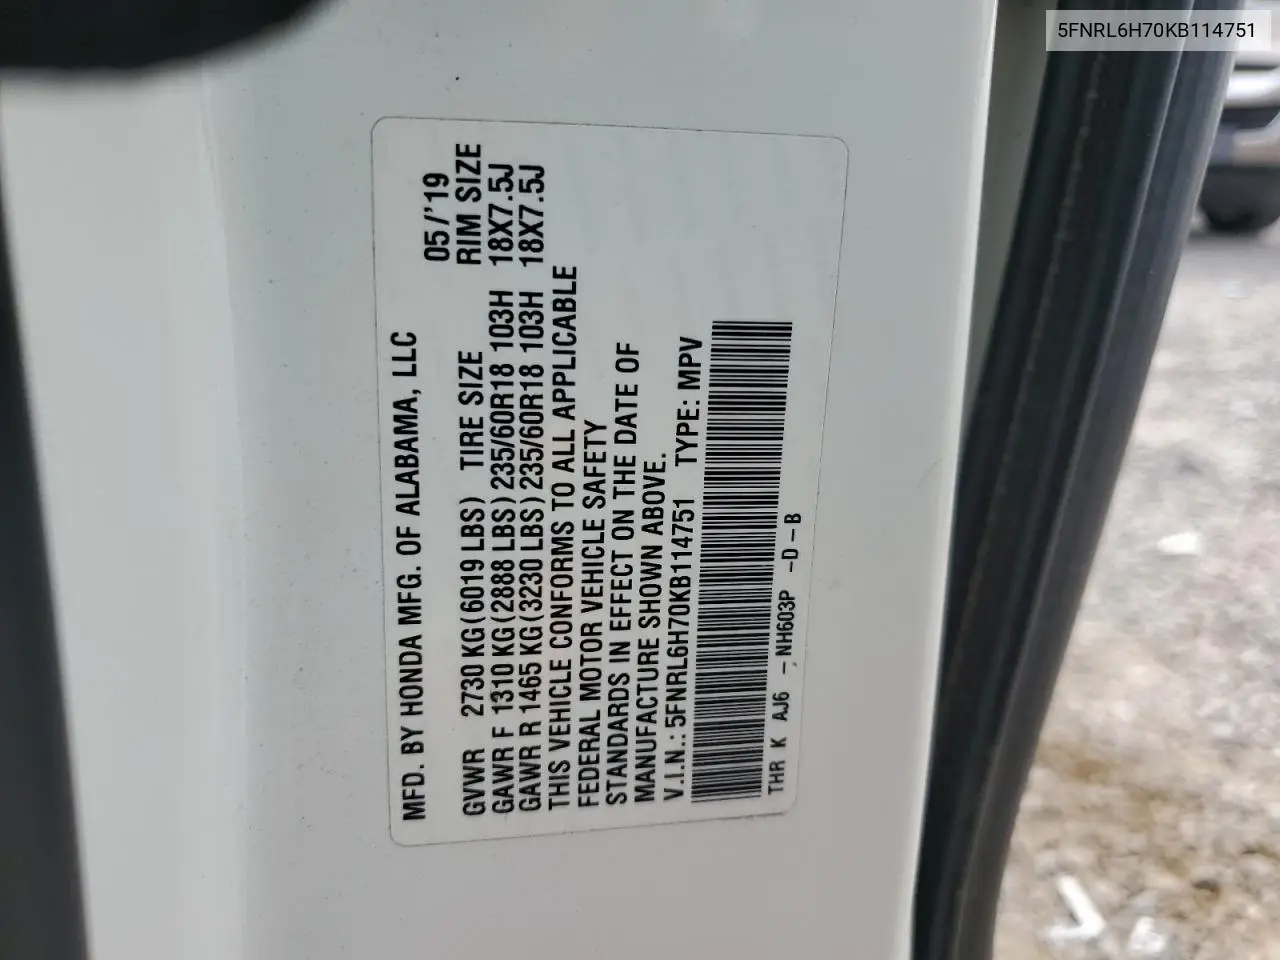 5FNRL6H70KB114751
MFD. BY HONDA MFG. OF ALABAMA, LLC 05/'19
GVWR 2730 KG(6019 LBS) TIRE SIZE RIM SIZE
GAWR F 1310 KG(2888 LBS) 235/60R18 103H 18X7.5J
GAWR R 1465 KG(3230 LBS) 235/60R18 103H 18X7.5J
THIS VEHICLE CONFORMS TO ALL APPLICABLE
FEDERAL MOTOR VEHICLE SAFETY
STANDARDS IN EFFECT ON THE DATE OF
MANUFACTURE SHOWN ABOVE.
V.I.N.: 5FNRL6H70KB114751 TYPE: MPV
THR K AJ6 -, NH603P -D-B